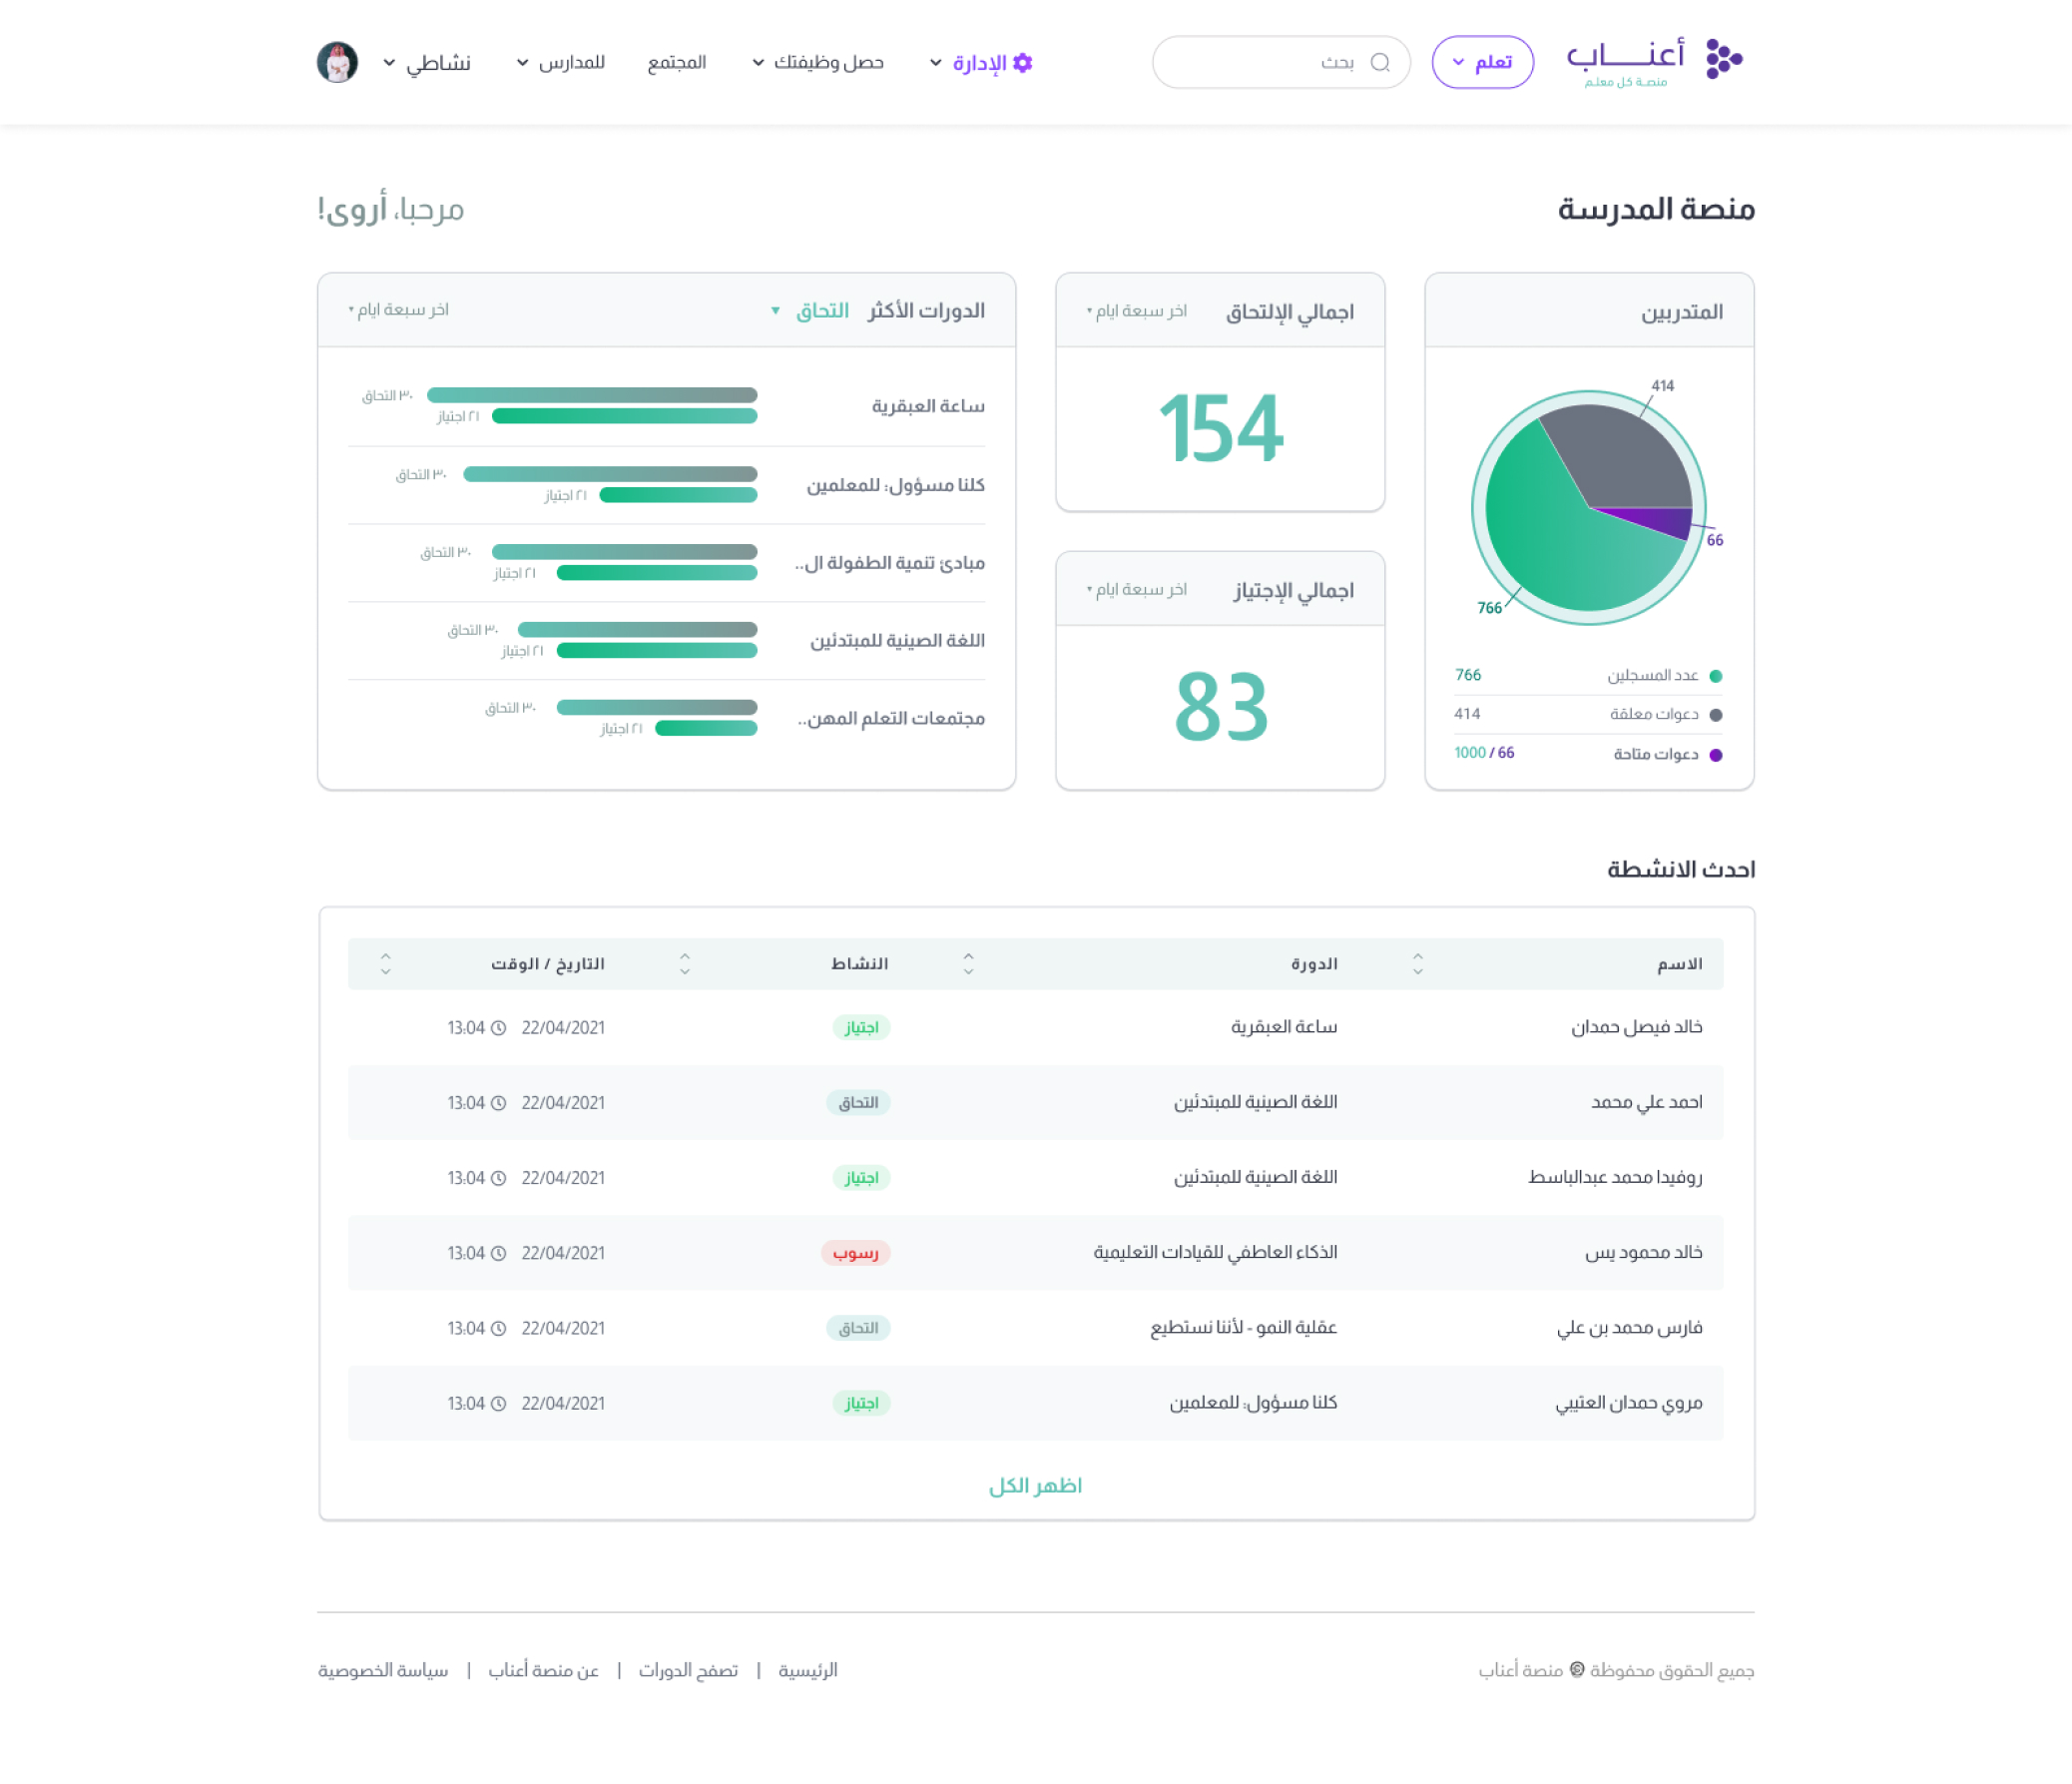 أعناب
منصة كل معلم
تعلم
بحث
الإدارة
حصل وظيفتك
المجتمع
للمدارس
نشاطي
منصة المدرسة
مرحبا، أروى!
المتدربين
414
66
766
عدد المسجلين 766
دعوات معلقة 414
دعوات متاحة 66 / 1000
اجمالي الإلتحاق اخر سبعة ايام
154
اجمالي الإجتياز اخر سبعة ايام
83
الدورات الأكثر التحاق اخر سبعة ايام
ساعة العبقرية
٣٠ التحاق
٢١ اجتياز
كلنا مسؤول: للمعلمين
٣٠ التحاق
٢١ اجتياز
مبادئ تنمية الطفولة ال..
٣٠ التحاق
٢١ اجتياز
اللغة الصينية للمبتدئين
٣٠ التحاق
٢١ اجتياز
مجتمعات التعلم المهن..
٣٠ التحاق
٢١ اجتياز
احدث الانشطة
الاسم الدورة النشاط التاريخ / الوقت
خالد فيصل حمدان ساعة العبقرية اجتياز 22/04/2021 13:04
احمد علي محمد اللغة الصينية للمبتدئين التحاق 22/04/2021 13:04
روفيدا محمد عبدالباسط اللغة الصينية للمبتدئين اجتياز 22/04/2021 13:04
خالد محمود يس الذكاء العاطفي للقيادات التعليمية رسوب 22/04/2021 13:04
فارس محمد بن علي عقلية النمو - لأننا نستطيع التحاق 22/04/2021 13:04
مروي حمدان العتيبي كلنا مسؤول: للمعلمين اجتياز 22/04/2021 13:04
اظهر الكل
جميع الحقوق محفوظة © منصة أعناب
الرئيسية | تصفح الدورات | عن منصة أعناب | سياسة الخصوصية